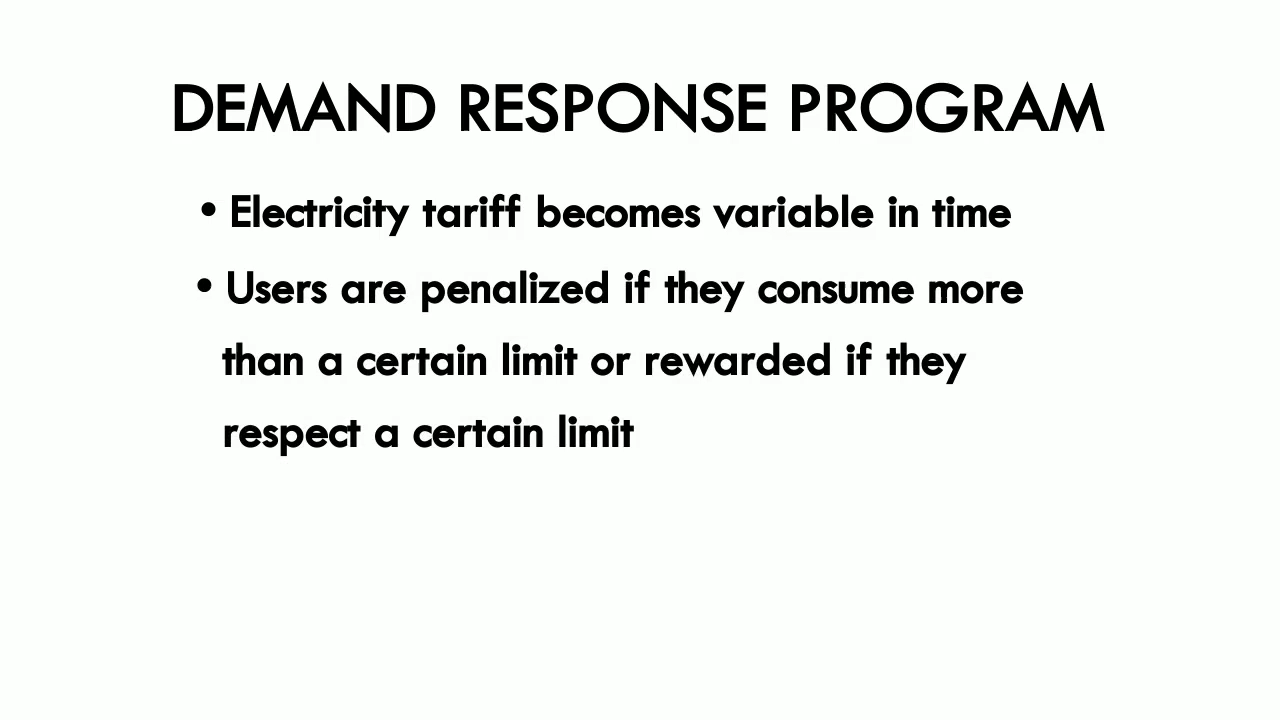 DEMAND RESPONSE PROGRAM
• Electricity tariff becomes variable in time
• Users are penalized if they consume more
than a certain limit or rewarded if they
respect a certain limit